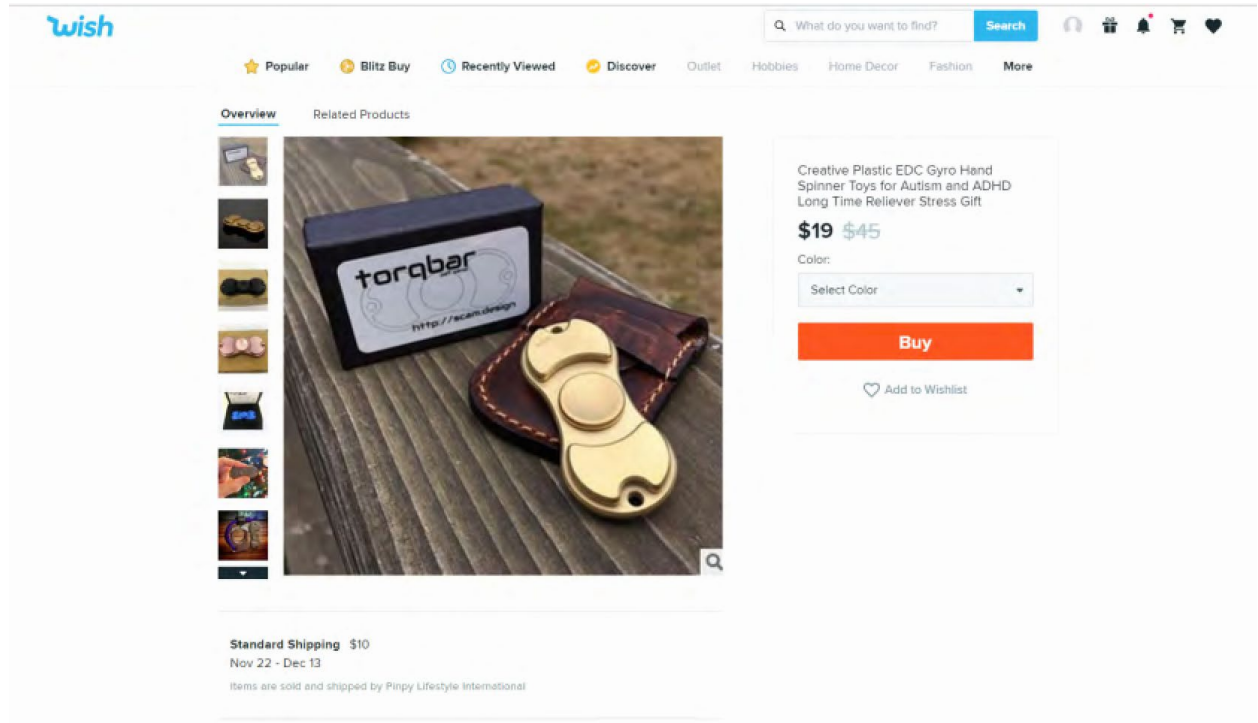 wish
What do you want to find?
Search
Popular
Blitz Buy
Recently Viewed
Discover
Outlet
Hobbies
Home Decor
Fashion
More
Overview
Related Products
torqbar
http://scam.design
Creative Plastic EDC Gyro Hand
Spinner Toys for Autism and ADHD
Long Time Reliever Stress Gift
$19 $45
Color:
Select Color
Buy
Add to Wishlist
Standard Shipping $10
Nov 22 - Dec 13
Items are sold and shipped by Pinpy Lifestyle International